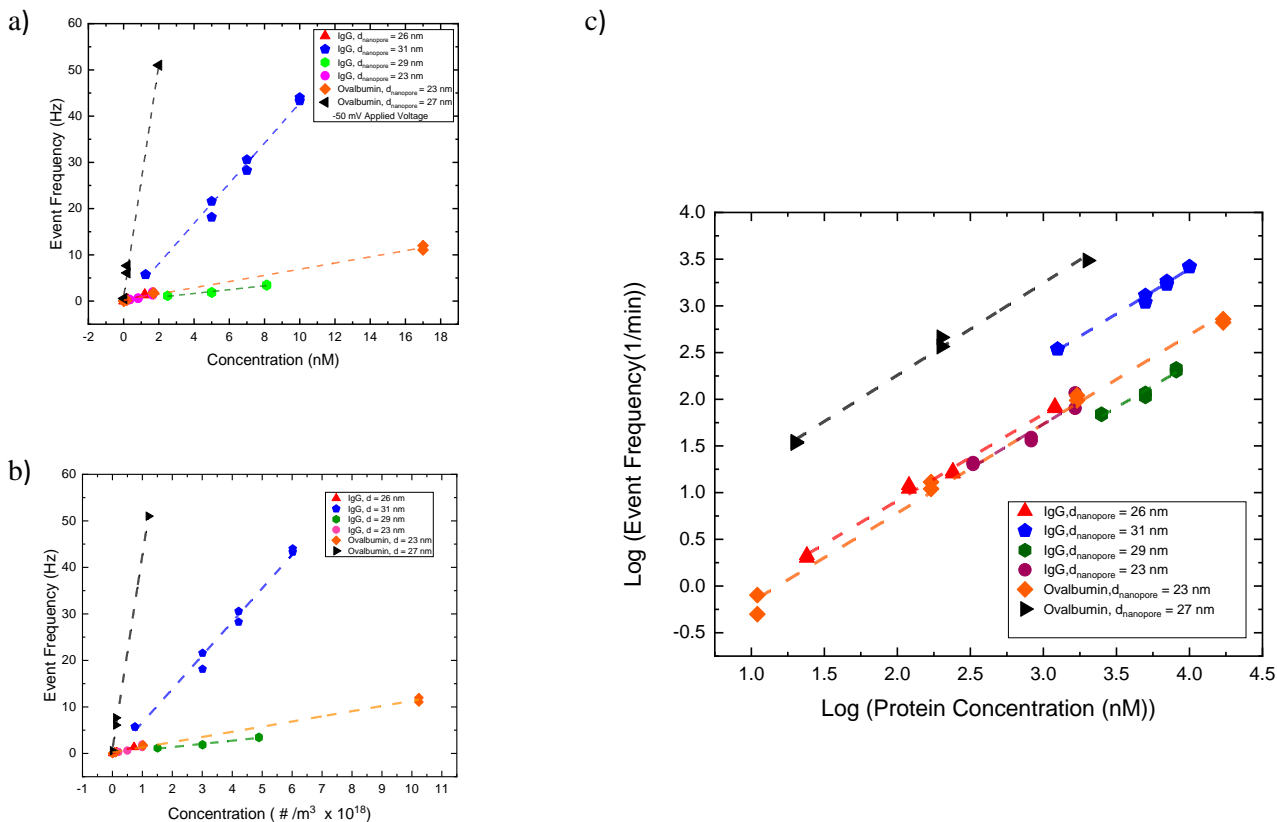 a)
60
50
40
30
20
10
0
-2 0 2 4 6 8 10 12 14 16 18
Event Frequency (Hz)
Concentration (nM)
IgG, dnanopore = 26 nm
IgG, dnanopore = 31 nm
IgG, dnanopore = 29 nm
IgG, dnanopore = 23 nm
Ovalbumin, dnanopore = 23 nm
Ovalbumin, dnanopore = 27 nm
-50 mV Applied Voltage
b)
60
50
40
30
20
10
0
-1 0 1 2 3 4 5 6 7 8 9 10 11
Event Frequency (Hz)
Concentration ( # /m³ x 10¹⁸)
IgG, d = 26 nm
IgG, d = 31 nm
IgG, d = 29 nm
IgG, d = 23 nm
Ovalbumin, d = 23 nm
Ovalbumin, d = 27 nm
c)
4.0
3.5
3.0
2.5
2.0
1.5
1.0
0.5
0.0
-0.5
1.0 1.5 2.0 2.5 3.0 3.5 4.0 4.5
Log (Event Frequency(1/min))
Log (Protein Concentration (nM))
IgG,dnanopore = 26 nm
IgG,dnanopore = 31 nm
IgG,dnanopore = 29 nm
IgG,dnanopore = 23 nm
Ovalbumin,dnanopore = 23 nm
Ovalbumin, dnanopore = 27 nm